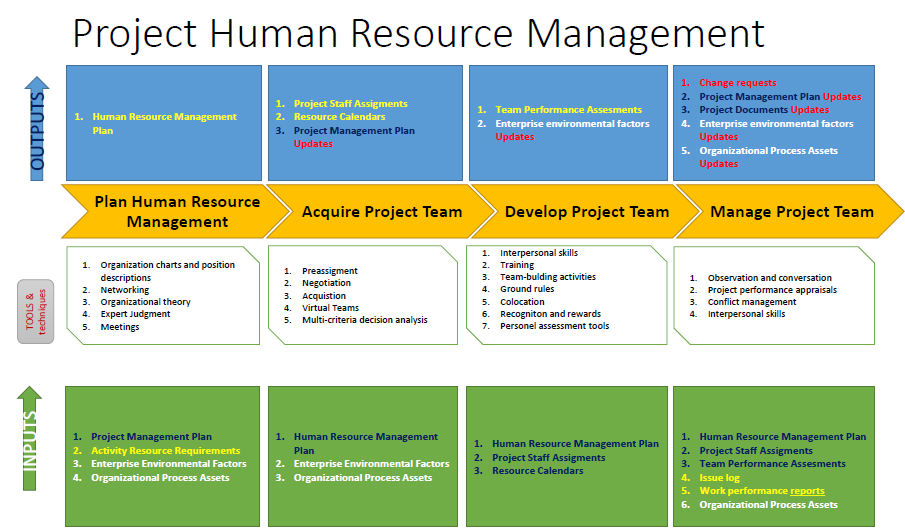 Project Human Resource Management
OUTPUTS
1. Human Resource Management
Plan
1. Project Staff Assigments
2. Resource Calendars
3. Project Management Plan
Updates
1. Team Performance Assesments
2. Enterprise environmental factors
Updates
1. Change requests
2. Project Management Plan Updates
3. Project Documents Updates
4. Enterprise environmental factors
Updates
5. Organizational Process Assets
Updates
Plan Human Resource
Management
Acquire Project Team
Develop Project Team
Manage Project Team
TOOLS &
techniques
1. Organization charts and position
descriptions
2. Networking
3. Organizational theory
4. Expert Judgment
5. Meetings
1. Preassigment
2. Negotiation
3. Acquistion
4. Virtual Teams
5. Multi-criteria decision analysis
1. Interpersonal skills
2. Training
3. Team-bulding activities
4. Ground rules
5. Colocation
6. Recogniton and rewards
7. Personel assessment tools
1. Observation and conversation
2. Project performance appraisals
3. Conflict management
4. Interpersonal skills
INPUTS
1. Project Management Plan
2. Activity Resource Requirements
3. Enterprise Environmental Factors
4. Organizational Process Assets
1. Human Resource Management
Plan
2. Enterprise Environmental Factors
3. Organizational Process Assets
1. Human Resource Management Plan
2. Project Staff Assigments
3. Resource Calendars
1. Human Resource Management Plan
2. Project Staff Assigments
3. Team Performance Assesments
4. Issue log
5. Work performance reports
6. Organizational Process Assets